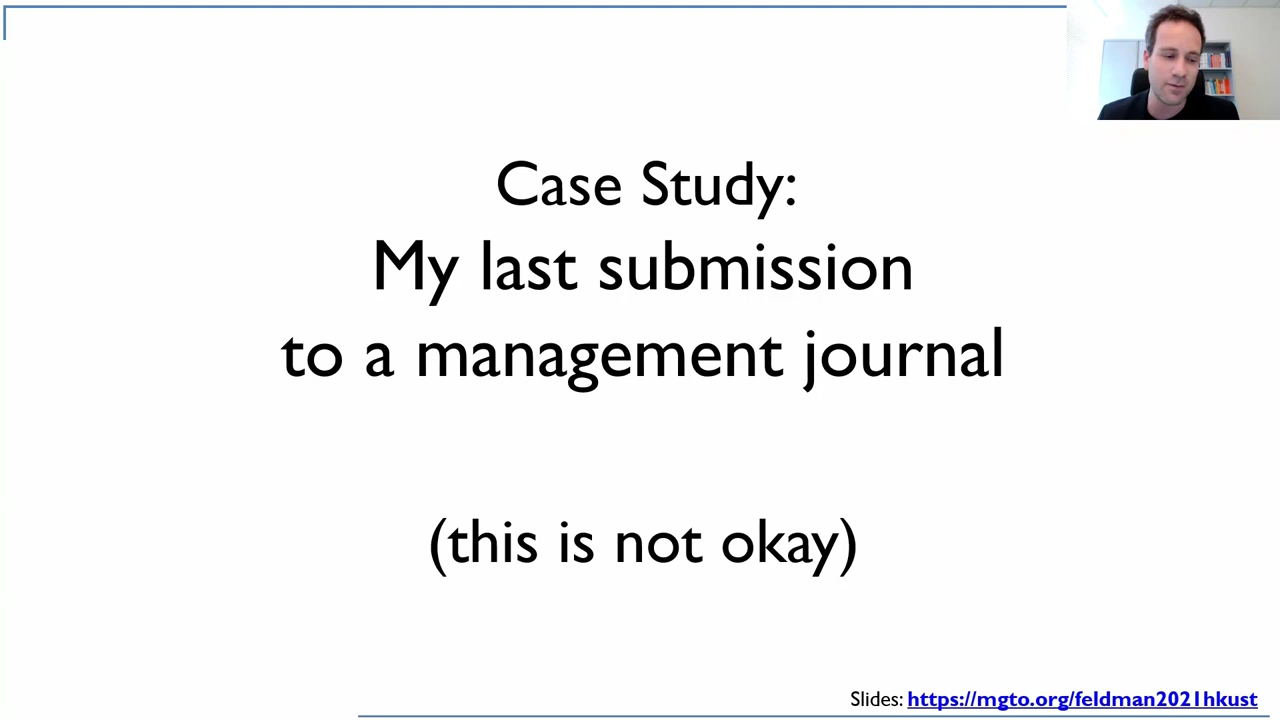 Case Study:
My last submission
to a management journal
(this is not okay)
Slides: https://mgto.org/feldman2021hkust